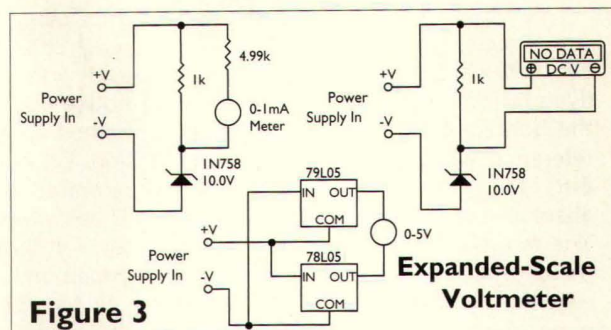 4.99k
1k
+V
Power
Supply In
-V
0-1mA
Meter
1N758
10.0V
NO DATA
⊕ DC V ⊖
1k
+V
Power
Supply In
-V
1N758
10.0V
79L05
IN OUT
COM
+V
Power
Supply In
-V
0-5V
78L05
IN OUT
COM
Expanded-Scale
Voltmeter
Figure 3